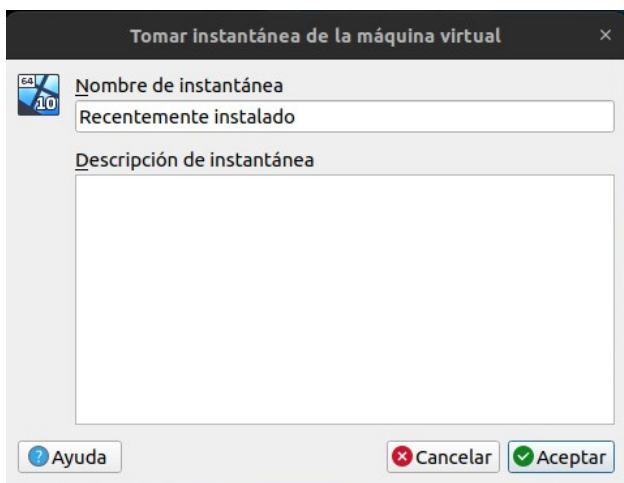 Tomar instantánea de la máquina virtual
64
10
Nombre de instantánea
Recentemente instalado
Descripción de instantánea
Ayuda
Cancelar
Aceptar